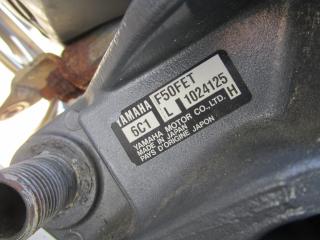 YAMAHA F50FET
6C1 L 1024125
YAMAHA MOTOR CO., LTD. H
MADE IN JAPAN
PAYS D'ORIGINE JAPON